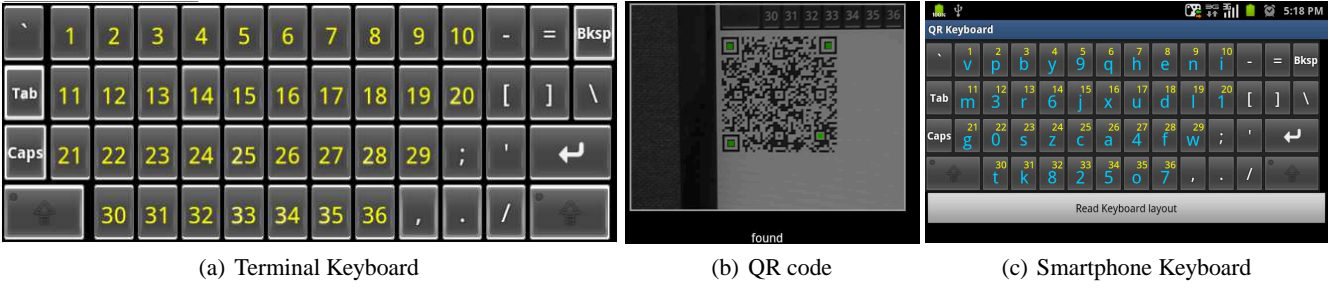 ` 1 2 3 4 5 6 7 8 9 10 - = Bksp
Tab 11 12 13 14 15 16 17 18 19 20 [ ] \
Caps 21 22 23 24 25 26 27 28 29 ; '
30 31 32 33 34 35 36 , . /
(a) Terminal Keyboard
30 31 32 33 34 35 36
found
(b) QR code
100% 3G 5:18 PM
QR Keyboard
` 1 2 3 4 5 6 7 8 9 10
v p b y 9 q h e n i - = Bksp
11 12 13 14 15 16 17 18 19 20
Tab m 3 r 6 j x u d l 1 [ ] \
21 22 23 24 25 26 27 28 29
Caps g 0 s z c a 4 f w ; '
30 31 32 33 34 35 36
t k 8 2 5 o 7 , . /
Read Keyboard layout
(c) Smartphone Keyboard